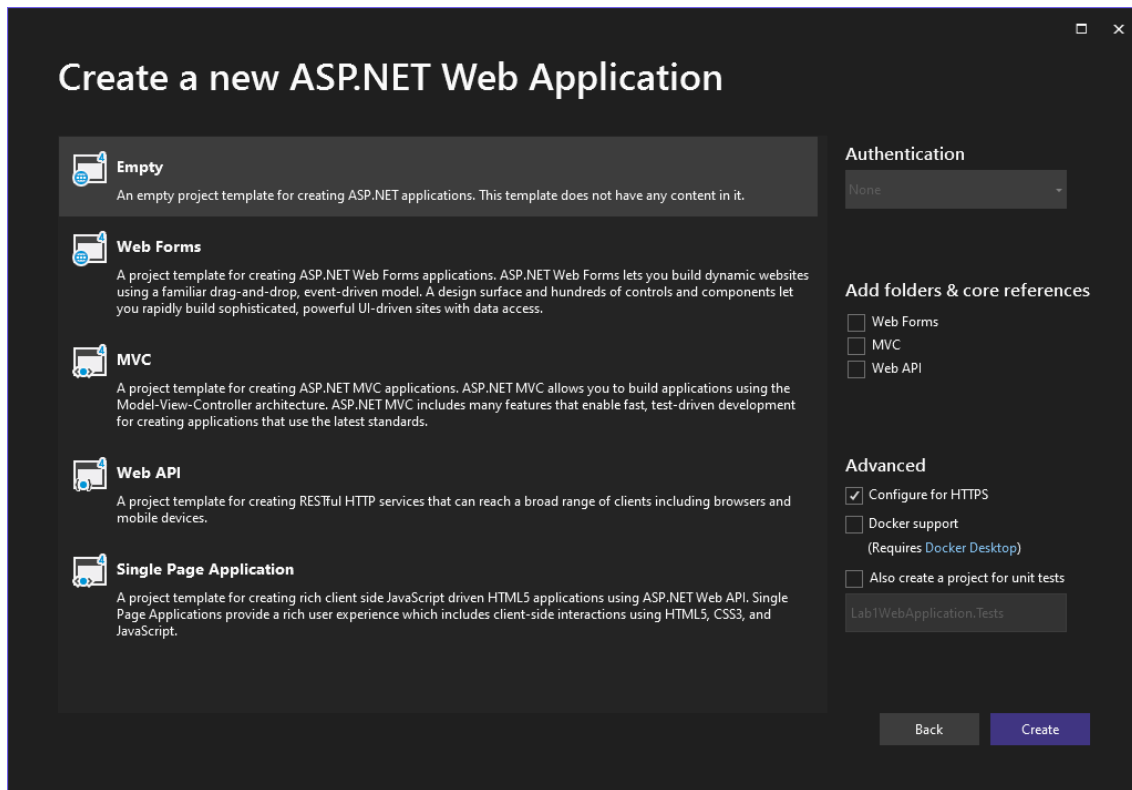 Create a new ASP.NET Web Application
4
Empty
An empty project template for creating ASP.NET applications. This template does not have any content in it.
4
Web Forms
A project template for creating ASP.NET Web Forms applications. ASP.NET Web Forms lets you build dynamic websites
using a familiar drag-and-drop, event-driven model. A design surface and hundreds of controls and components let
you rapidly build sophisticated, powerful UI-driven sites with data access.
4
MVC
A project template for creating ASP.NET MVC applications. ASP.NET MVC allows you to build applications using the
Model-View-Controller architecture. ASP.NET MVC includes many features that enable fast, test-driven development
for creating applications that use the latest standards.
4
Web API
A project template for creating RESTful HTTP services that can reach a broad range of clients including browsers and
mobile devices.
4
Single Page Application
A project template for creating rich client side JavaScript driven HTML5 applications using ASP.NET Web API. Single
Page Applications provide a rich user experience which includes client-side interactions using HTML5, CSS3, and
JavaScript.
Authentication
None
Add folders & core references
Web Forms
MVC
Web API
Advanced
Configure for HTTPS
Docker support
(Requires Docker Desktop)
Also create a project for unit tests
Lab1WebApplication.Tests
Back
Create